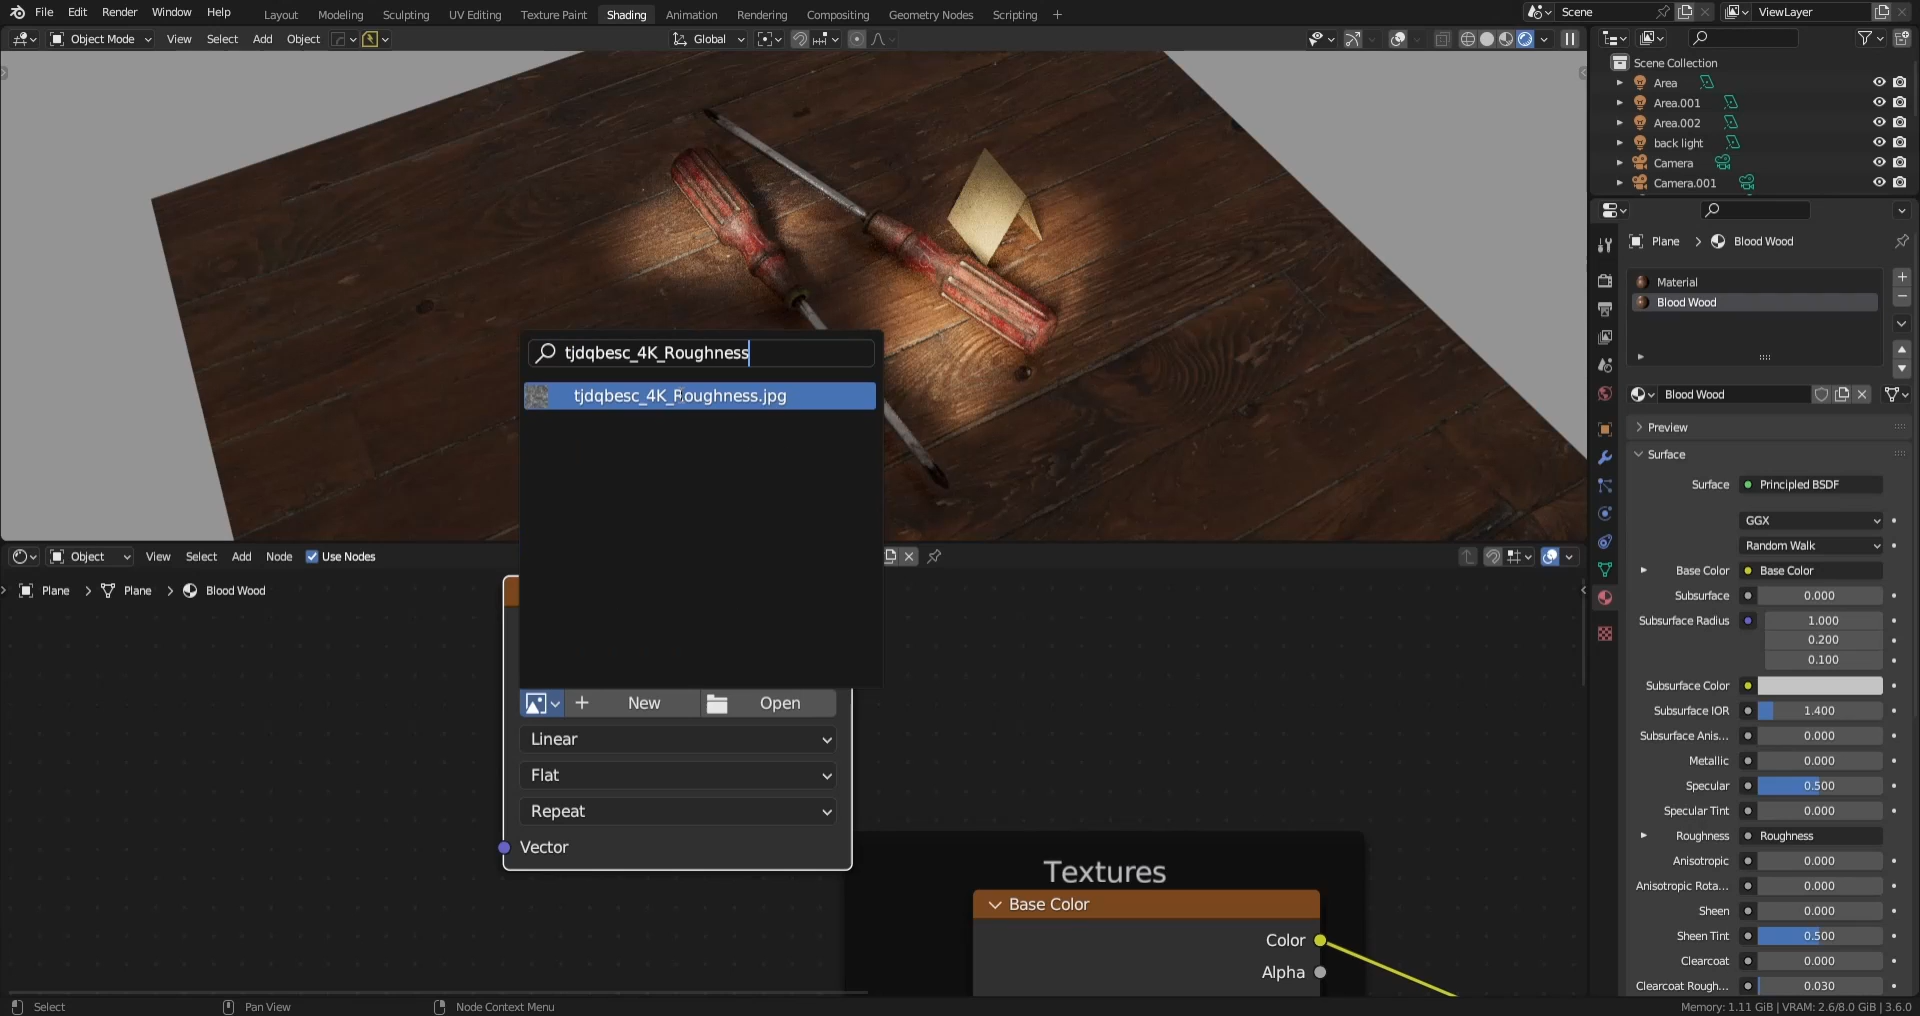 File Edit Render Window Help Layout Modeling Sculpting UV Editing Texture Paint Shading Animation Rendering Compositing Geometry Nodes Scripting + Scene ViewLayer
Object Mode View Select Add Object Global
Scene Collection
Area
Area.001
Area.002
back light
Camera
Camera.001
Plane > Blood Wood
Material
Blood Wood
Blood Wood
Preview
Surface
Surface Principled BSDF
GGX
Random Walk
Base Color Base Color
Subsurface 0.000
Subsurface Radius 1.000
0.200
0.100
Subsurface Color
Subsurface IOR 1.400
Subsurface Anis... 0.000
Metallic 0.000
Specular 0.500
Specular Tint 0.000
Roughness Roughness
Anisotropic 0.000
Anisotropic Rota... 0.000
Sheen 0.000
Sheen Tint 0.500
Clearcoat 0.000
Clearcoat Rough... 0.030
tjdqbesc_4K_Roughness
tjdqbesc_4K_Roughness.jpg
Object View Select Add Node Use Nodes
Plane > Plane > Blood Wood
+ New Open
Linear
Flat
Repeat
Vector
Textures
Base Color
Color
Alpha
Select Pan View Node Context Menu Memory: 1.11 GiB | VRAM: 2.6/8.0 GiB | 3.6.0